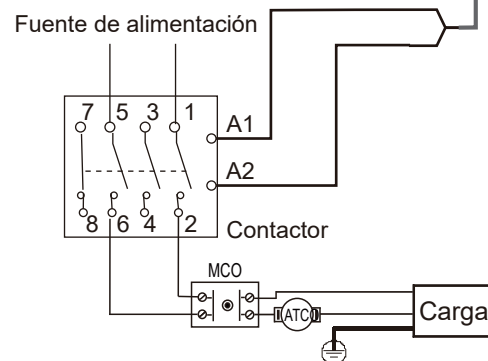 Fuente de alimentación
7 5 3 1
A1
A2
8 6 4 2
Contactor
MCO
ATC
Carga